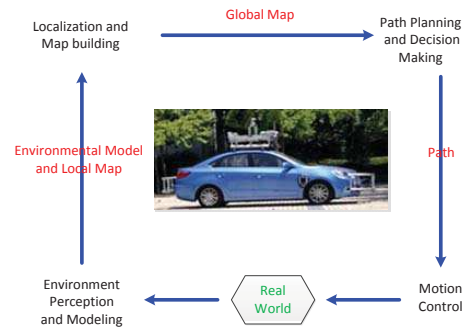 Localization and
Map building
Global Map
Path Planning
and Decision
Making
Environmental Model
and Local Map
Path
Environment
Perception
and Modeling
Real
World
Motion
Control